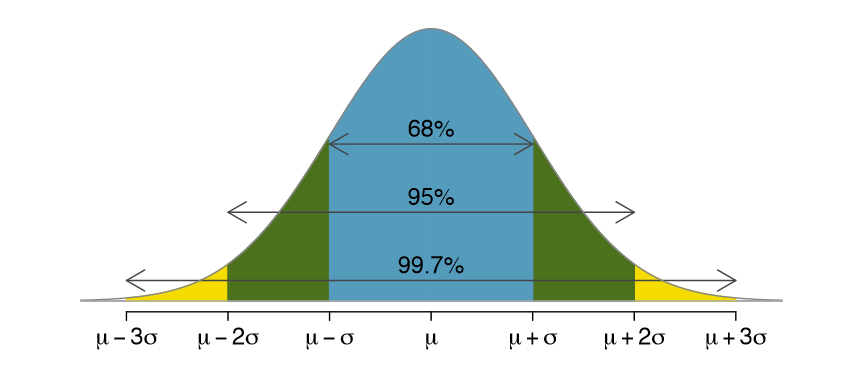 68%
95%
99.7%
μ − 3σ μ − 2σ μ − σ μ μ + σ μ + 2σ μ + 3σ